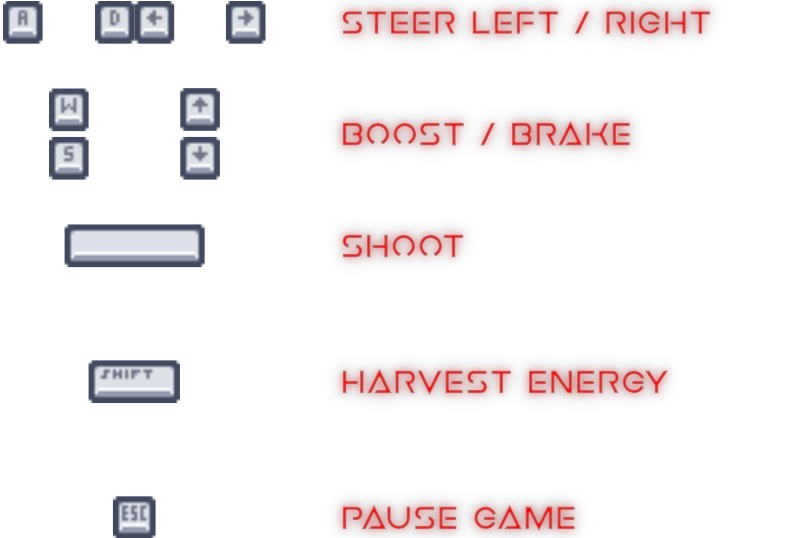 A D ← → STEER LEFT / RIGHT
W ↑ BOOST / BRAKE
S ↓
SHOOT
SHIFT HARVEST ENERGY
ESC PAUSE GAME